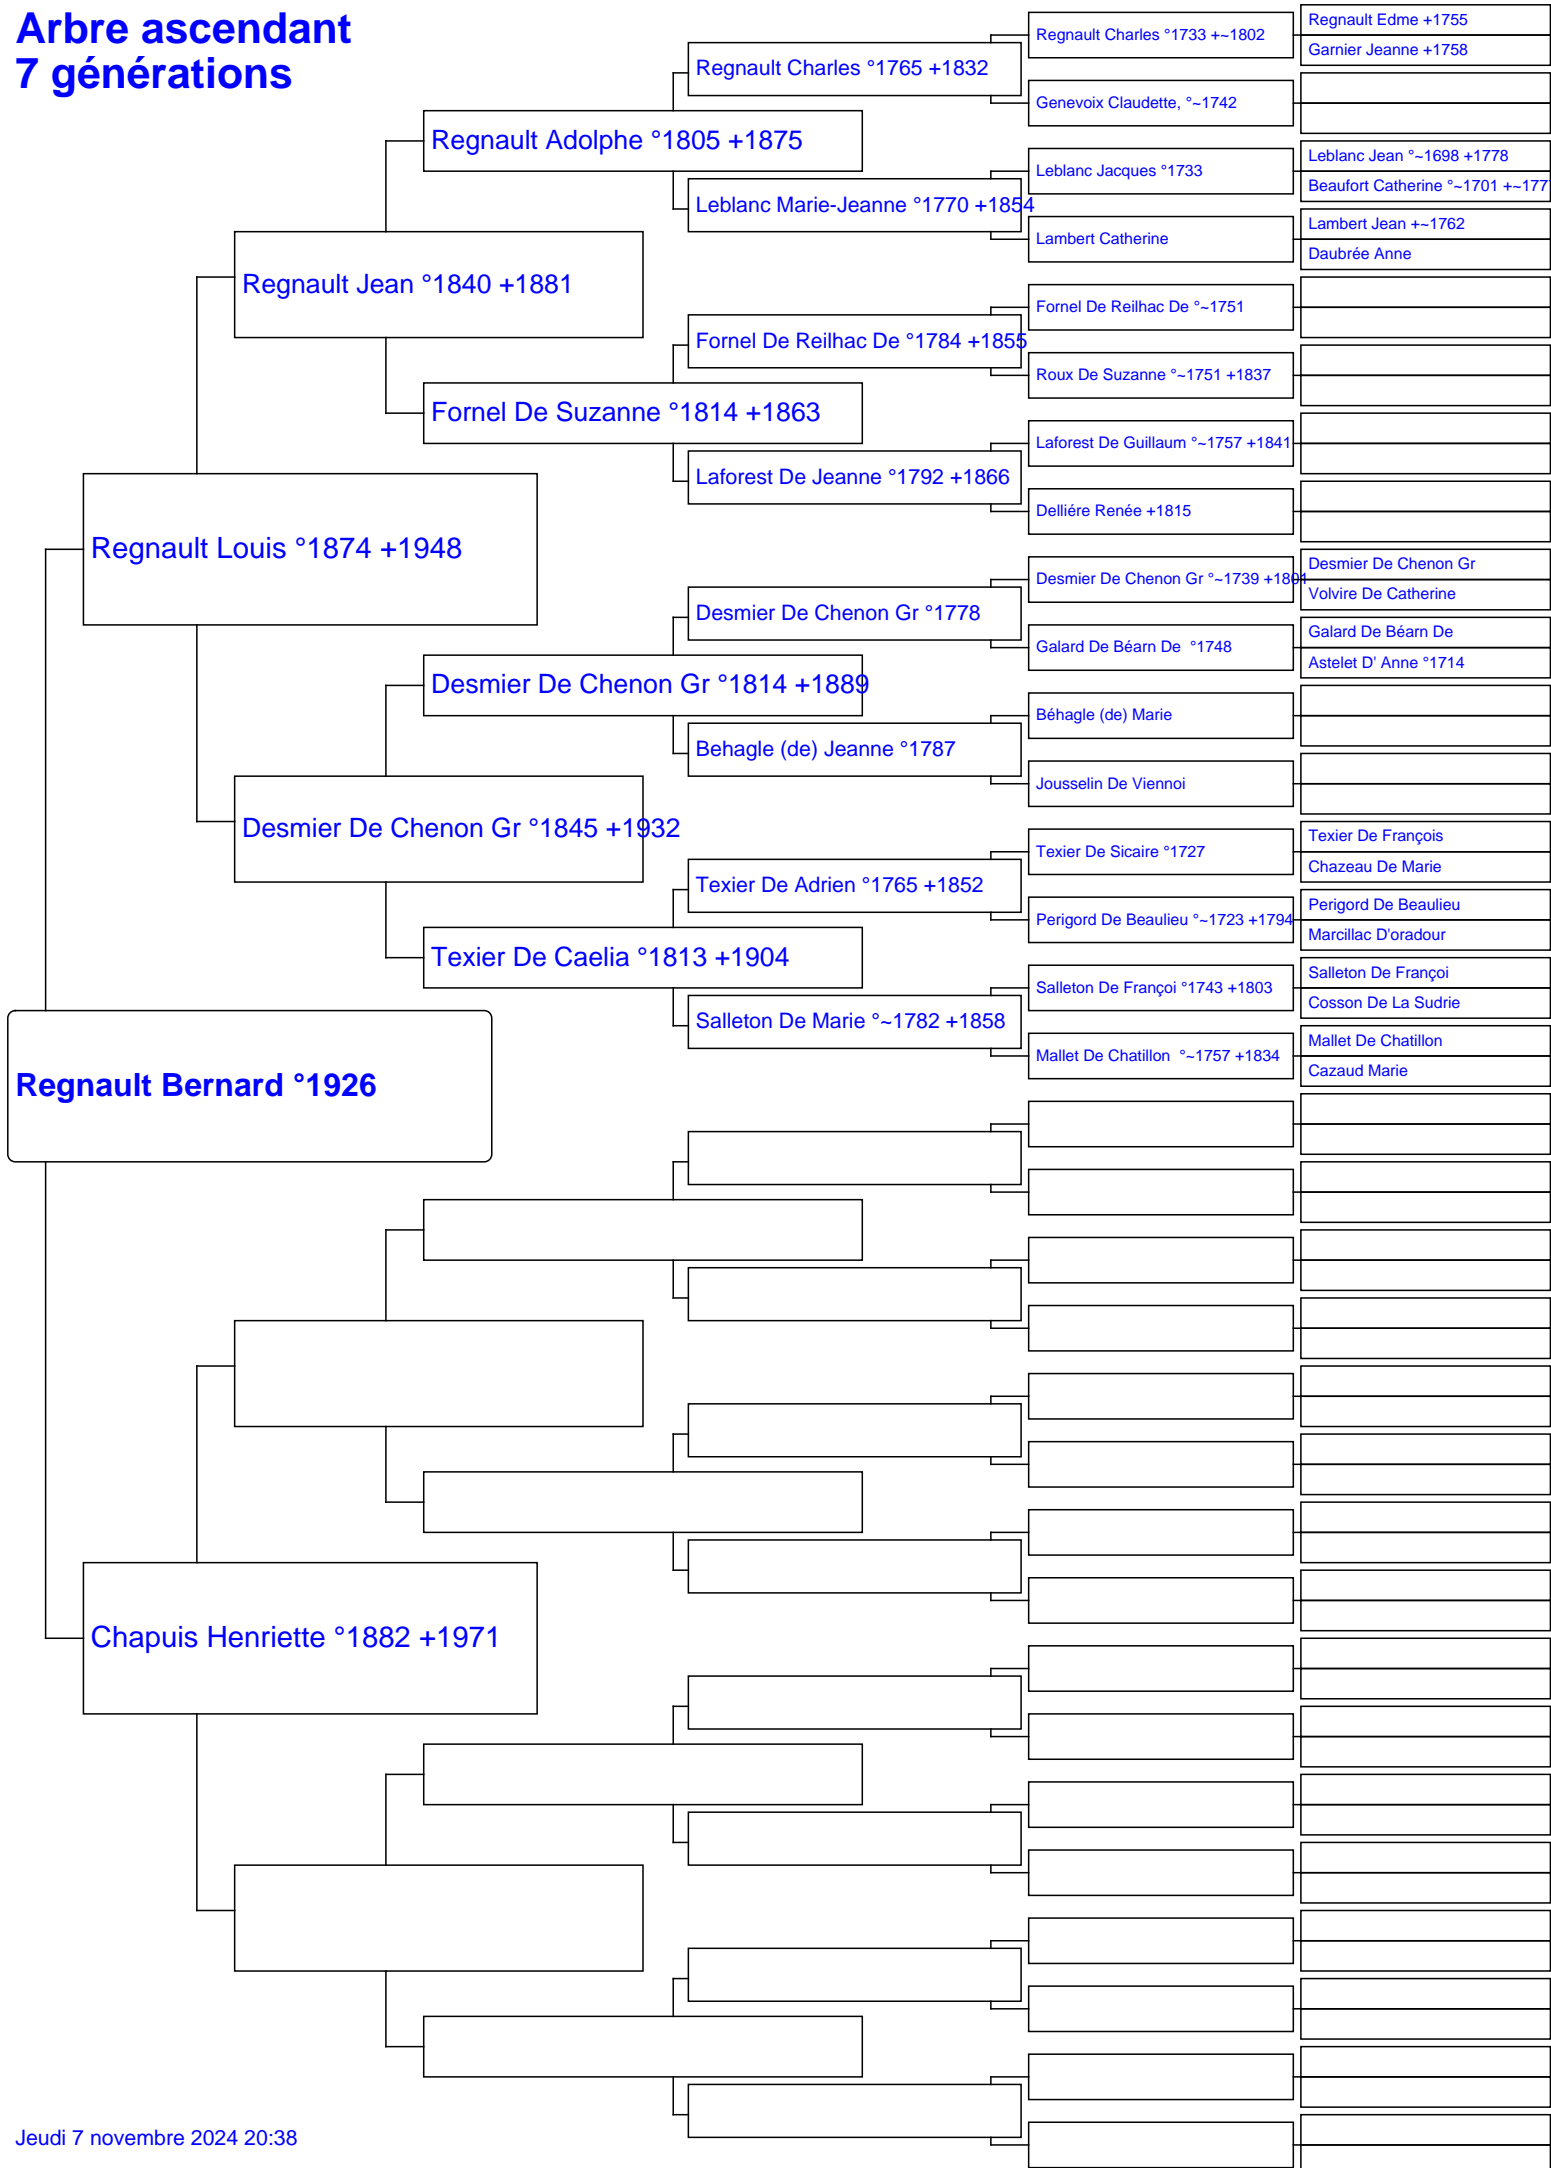 Arbre ascendant
7 générations
Regnault Edme +1755
Regnault Charles °1733 +~1802
Garnier Jeanne +1758
Regnault Charles °1765 +1832
Genevoix Claudette, °~1742
Regnault Adolphe °1805 +1875
Leblanc Jean °~1698 +1778
Leblanc Jacques °1733
Beaufort Catherine °~1701 +~177
Leblanc Marie-Jeanne °1770 +1854
Lambert Jean +~1762
Lambert Catherine
Daubrée Anne
Regnault Jean °1840 +1881
Fornel De Reilhac De °~1751
Fornel De Reilhac De °1784 +1855
Roux De Suzanne °~1751 +1837
Fornel De Suzanne °1814 +1863
Laforest De Guillaum °~1757 +1841
Laforest De Jeanne °1792 +1866
Delliére Renée +1815
Regnault Louis °1874 +1948
Desmier De Chenon Gr
Desmier De Chenon Gr °~1739 +1801
Volvire De Catherine
Desmier De Chenon Gr °1778
Galard De Béarn De
Galard De Béarn De  °1748
Astelet D' Anne °1714
Desmier De Chenon Gr °1814 +1889
Béhagle (de) Marie
Behagle (de) Jeanne °1787
Jousselin De Viennoi
Desmier De Chenon Gr °1845 +1932
Texier De François
Texier De Sicaire °1727
Chazeau De Marie
Texier De Adrien °1765 +1852
Perigord De Beaulieu
Perigord De Beaulieu °~1723 +1794
Marcillac D'oradour
Texier De Caelia °1813 +1904
Salleton De Françoi
Salleton De Françoi °1743 +1803
Cosson De La Sudrie
Salleton De Marie °~1782 +1858
Mallet De Chatillon
Mallet De Chatillon  °~1757 +1834
Cazaud Marie
Regnault Bernard °1926
Chapuis Henriette °1882 +1971
Jeudi 7 novembre 2024 20:38